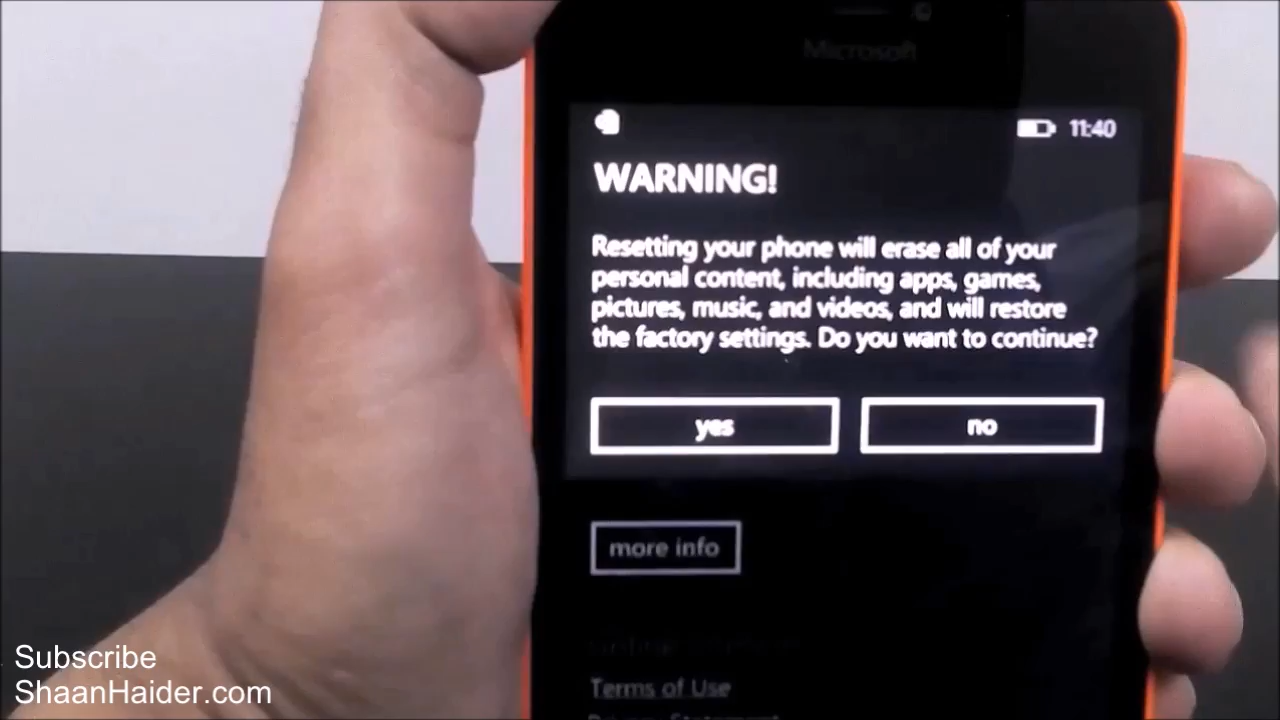 Microsoft
11:40
WARNING!
Resetting your phone will erase all of your
personal content, including apps, games,
pictures, music, and videos, and will restore
the factory settings. Do you want to continue?
yes
no
more info
Terms of Use
Privacy Statement
Subscribe
ShaanHaider.com